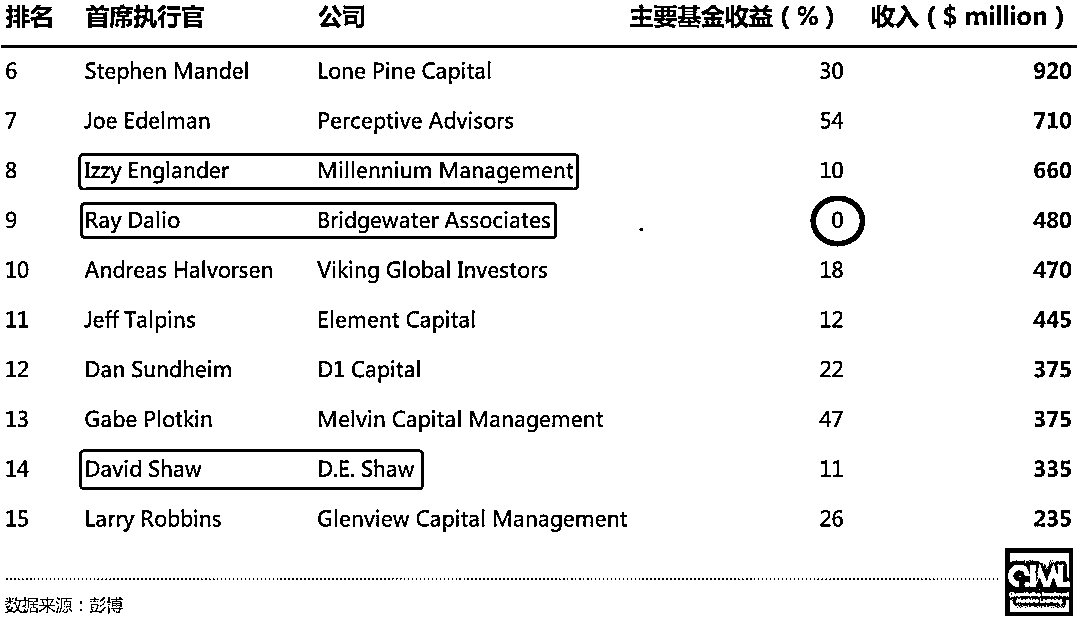 排名 首席执行官 公司 主要基金收益（%） 收入（$ million）
6 Stephen Mandel Lone Pine Capital 30 920
7 Joe Edelman Perceptive Advisors 54 710
8 Izzy Englander Millennium Management 10 660
9 Ray Dalio Bridgewater Associates 0 480
10 Andreas Halvorsen Viking Global Investors 18 470
11 Jeff Talpins Element Capital 12 445
12 Dan Sundheim D1 Capital 22 375
13 Gabe Plotkin Melvin Capital Management 47 375
14 David Shaw D.E. Shaw 11 335
15 Larry Robbins Glenview Capital Management 26 235
数据来源：彭博